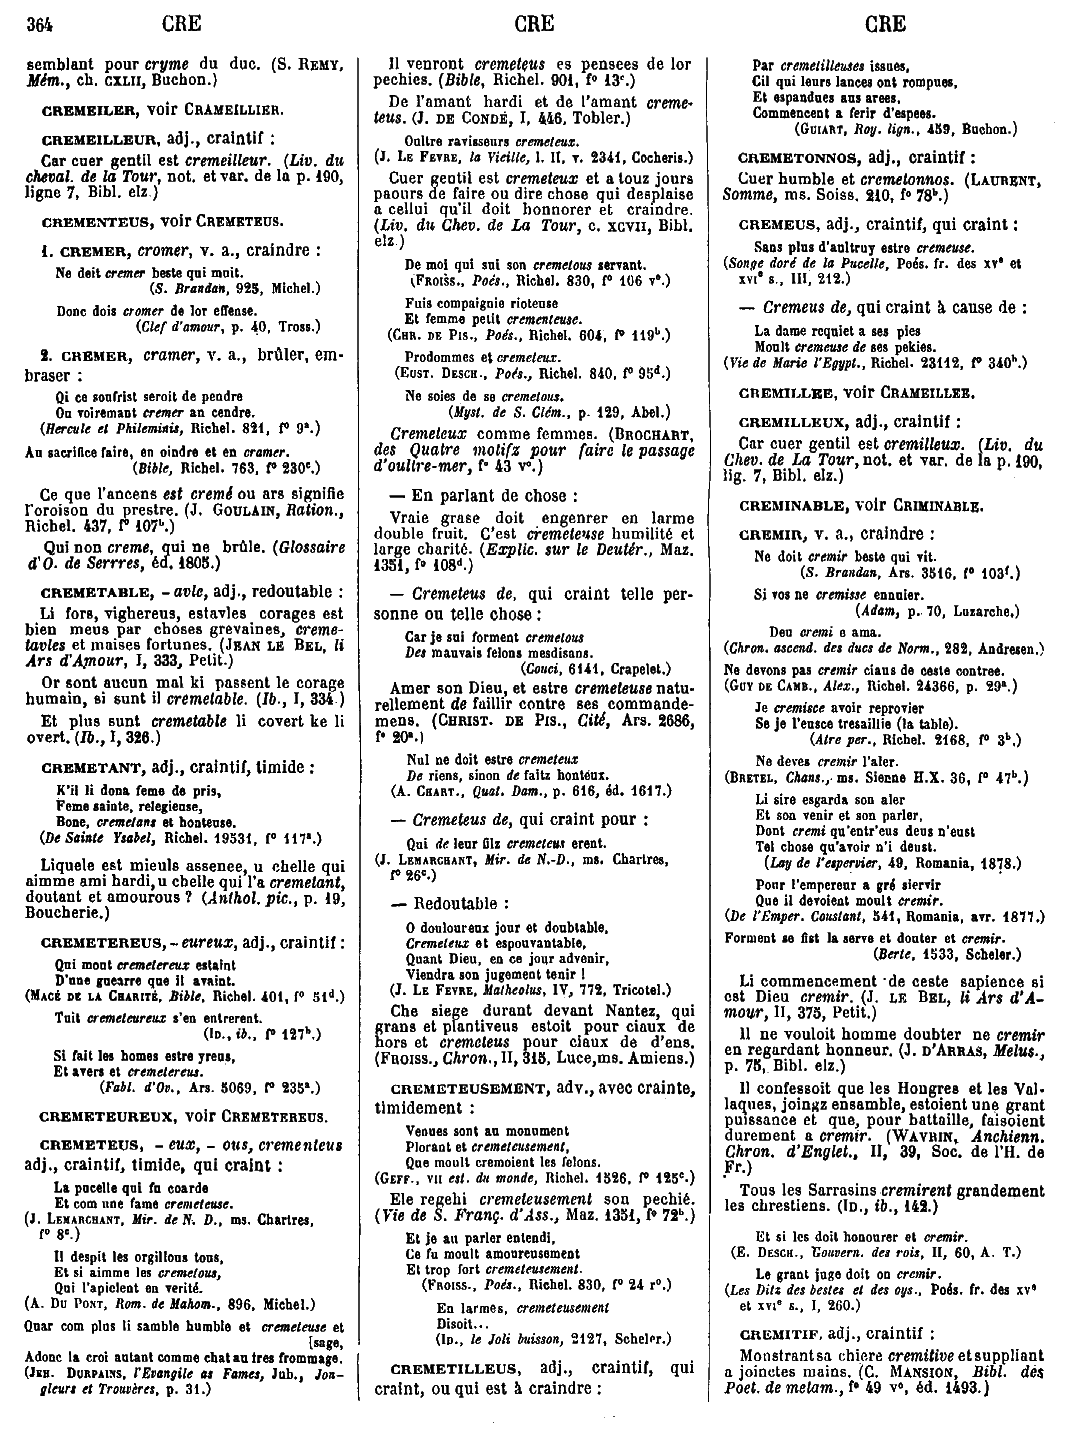 364 CRE CRE CRE
semblant pour cryme du duc. (S. REMY,
Mém., ch. CXLII, Buchon.)
CREMEILER, voir CRAMEILLIER.
CREMEILLEUR, adj., craintif :
Car cuer gentil est cremeilleur. (Liv. du
cheval. de la Tour, not. et var. de la p. 190,
ligne 7, Bibl. elz.)
CREMENTEUS, voir CREMETEUS.
1. CREMER, cromer, v. a., craindre :
Ne deit cremer beste qui muit.
(S. Brandan, 925, Michel.)
Donc dois cromer de lor effense.
(Clef d'amour, p. 40, Tross.)
2. CREMER, cramer, v. a., brûler, em-
braser :
Qi ce soufrist seroit de pendre
Ou voiremant cremer an cendre.
(Hercule et Phileminis, Richel. 821, f° 9ª.)
Au sacrifice faire, en oindre et en cramer.
(Bible, Richel. 763, f° 230ᶜ.)
Ce que l'ancens est cremé ou ars signifie
l'oroison du prestre. (J. GOULAIN, Ration.,
Richel. 437, f° 107ᵇ.)
Qui non creme, qui ne brûle. (Glossaire
d'O. de Serrres, éd. 1805.)
CREMETABLE, - avle, adj., redoutable :
Li fors, vighereus, estavles corages est
bien meus par choses grevaines, creme-
tavles et maises fortunes. (JEAN LE BEL, li
Ars d'Amour, I, 333, Petit.)
Or sont aucun mal ki passent le corage
humain, si sunt il cremetable. (Ib., I, 334.)
Et plus sunt cremetable li covert ke li
overt. (Ib., I, 326.)
CREMETANT, adj., craintif, timide :
K'il li dona feme de pris,
Feme sainte, relegieuse,
Bone, cremetans et honteuse.
(De Sainte Ysabel, Richel. 19531, f° 117ª.)
Liquele est mieuls assenee, u chelle qui
aimme ami hardi, u chelle qui l'a cremetant,
doutant et amourous ? (Anthol. pic., p. 19,
Boucherie.)
CREMETEREUS, - eureux, adj., craintif :
Qui mont cremetereux estaint
D'une guearre que il avaint.
(MACÉ DE LA CHARITÉ, Bible, Richel. 401, f° 51ᵈ.)
Tuit cremeteureux s'en entrerent.
(ID., ib., f° 127ᵇ.)
Si fait les homes estre yreus,
Et avers et cremetereus.
(Fabl. d'Ov., Ars. 5069, f° 235ª.)
CREMETEUREUX, voir CREMETEREUS.
CREMETEUS, - eux, - ous, crementeus
adj., craintif, timide, qui craint :
La pucelle qui fu coarde
Et com une fame cremeteuse.
(J. LEMARCHANT, Mir. de N. D., ms. Chartres,
f° 8ᶜ.)
Il despit les orgillous tous,
Et si aimme les cremetous,
Qui l'apielent en verité.
(A. DU PONT, Rom. de Mahom., 896, Michel.)
Quar com plus li samble humble et cremeteuse et
[sage,
Adonc la croi autant comme chat au tres frommage.
(JEH. DURPAINS, l'Evangile as Fames, Jub., Jon-
gleurs et Trouvères, p. 31.)
Il venront cremeteus es pensees de lor
pechies. (Bible, Richel. 901, f° 13ᶜ.)
De l'amant hardi et de l'amant creme-
teus. (J. DE CONDÉ, I, 446, Tobler.)
Oultre ravisseurs cremeteux.
(J. LE FEVRE, la Vieille, l. II, v. 2341, Cocheris.)
Cuer gentil est cremeteux et a touz jours
paours de faire ou dire chose qui desplaise
a cellui qu'il doit honnorer et craindre.
(Liv. du Chev. de La Tour, c. XCVII, Bibl.
elz.)
De moi qui sui son cremetous servant.
(FROISS., Poés., Richel. 830, f° 106 v°.)
Fuis compaignie rioteuse
Et femme petit crementeuse.
(CHR. DE PIS., Poés., Richel. 604, f° 119ᵇ.)
Prodommes et cremeteux.
(EUST. DESCH., Poés., Richel. 840, f° 95ᵈ.)
Ne soies de se cremetous.
(Myst. de S. Clém., p. 129, Abel.)
Cremeteux comme femmes. (BROCHART,
des Quatre motifz pour faire le passage
d'oultre-mer, f° 43 v°.)
— En parlant de chose :
Vraie grase doit engenrer en larme
double fruit. C'est cremeteuse humilité et
large charité. (Explic. sur le Deutér., Maz.
1351, f° 108ᵈ.)
— Cremeteus de, qui craint telle per-
sonne ou telle chose :
Car je sui forment cremetous
Des mauvais felons mesdisans.
(Couci, 6141, Crapelet.)
Amer son Dieu, et estre cremeteuse natu-
rellement de faillir contre ses commande-
mens. (CHRIST. DE PIS., Cité, Ars. 2686,
f° 20ª.)
Nul ne doit estre cremeteux
De riens, sinon de faitz honteux.
(A. CHART., Quat. Dam., p. 616, éd. 1617.)
— Cremeteus de, qui craint pour :
Qui de leur filz cremeteus erent.
(J. LEMARCHANT, Mir. de N.-D., ms. Chartres,
f° 26ᶜ.)
— Redoutable :
O douloureux jour et doubtable,
Cremeteux et espouvantable,
Quant Dieu, en ce jour advenir,
Viendra son jugement tenir !
(J. LE FEVRE, Matheolus, IV, 772, Tricotel.)
Che siege durant devant Nantez, qui
grans et plantiveus estoit pour ciaux de
hors et cremeteus pour ciaux de d'ens.
(FROISS., Chron., II, 315, Luce, ms. Amiens.)
CREMETEUSEMENT, adv., avec crainte,
timidement :
Venues sont au monument
Plorant et cremeteusement,
Que moult cremoient les felons.
(GEFF., VII est. du monde, Richel. 1526, f° 125ᶜ.)
Ele regehi cremeteusement son pechié.
(Vie de S. Franç. d'Ass., Maz. 1351, f° 72ᵇ.)
Et je au parler entendi,
Ce fu moult amoureusement
Et trop fort cremeteusement.
(FROISS., Poés., Richel. 830, f° 24 r°.)
En larmes, cremeteusement
Disoit...
(ID., le Joli buisson, 2127, Scheler.)
CREMETILLEUS, adj., craintif, qui
craint, ou qui est à craindre :
Par cremetilleuses issues,
Cil qui leurs lances ont rompues,
Et espandues aus arees,
Commencent a ferir d'espees.
(GUIART, Roy. lign., 459, Buchon.)
CREMETONNOS, adj., craintif :
Cuer humble et cremetonnos. (LAURENT,
Somme, ms. Soiss. 210, f° 78ᵇ.)
CREMEUS, adj., craintif, qui craint :
Sans plus d'aultruy estre cremeuse.
(Songe doré de la Pucelle, Poés. fr. des XVᵉ et
XVIᵉ s., III, 212.)
— Cremeus de, qui craint à cause de :
La dame requiet a ses pies
Moult cremeuse de ses pekies.
(Vie de Marie l'Egypt., Richel. 23112, f° 340ᵇ.)
CREMILLEE, voir CRAMEILLEE.
CREMILLEUX, adj., craintif :
Car cuer gentil est cremilleux. (Liv. du
Chev. de La Tour, not. et var. de la p. 190,
lig. 7, Bibl. elz.)
CREMINABLE, voir CRIMINABLE.
CREMIR, v. a., craindre :
Ne doit cremir beste qui vit.
(S. Brandan, Ars. 3516, f° 103ᶠ.)
Si vos ne cremisse ennuier.
(Adam, p. 70, Luzarche.)
Deu cremi e ama.
(Chron. ascend. des ducs de Norm., 282, Andresen.)
Ne devons pas cremir ciaus de ceste contree.
(GUY DE CAMB., Alex., Richel. 24366, p. 29ª.)
Je cremisce avoir reprovier
Se je l'eusce tresaillie (la table).
(Atre per., Richel. 2168, f° 3ᵇ.)
Ne deves cremir l'aler.
(BRETEL, Chans., ms. Sienne H.X. 36, f° 47ᵇ.)
Li sire esgarda son aler
Et son venir et son parler,
Dont cremi qu'entr'eus deus n'eust
Tel chose qu'avoir n'i deust.
(Lay de l'espervier, 49, Romania, 1878.)
Pour l'empereur a gré siervir
Que il devoient moult cremir.
(De l'Emper. Coustant, 541, Romania, avr. 1877.)
Forment se fist la serve et douter et cremir.
(Berte, 1533, Scheler.)
Li commencement de ceste sapience si
est Dieu cremir. (J. LE BEL, li Ars d'A-
mour, II, 375, Petit.)
Il ne vouloit homme doubter ne cremir
en regardant honneur. (J. D'ARRAS, Melus.,
p. 75, Bibl. elz.)
Il confessoit que les Hongres et les Val-
laques, joingz ensamble, estoient une grant
puissance et que, pour battaille, faisoient
durement a cremir. (WAVRIN, Anchienn.
Chron. d'Englet., II, 39, Soc. de l'H. de
Fr.)
Tous les Sarrasins cremirent grandement
les chrestiens. (ID., ib., 142.)
Et si les doit honourer et cremir.
(E. DESCH., Gouvern. des rois, II, 60, A. T.)
Le grant juge doit on cremir.
(Les Ditz des bestes et des oys., Poés. fr. des XVᵉ
et XVIᵉ s., I, 260.)
CREMITIF, adj., craintif :
Monstrant sa chiere cremitive et suppliant
a joinctes mains. (C. MANSION, Bibl. des
Poet. de metam., f° 49 v°, éd. 1493.)